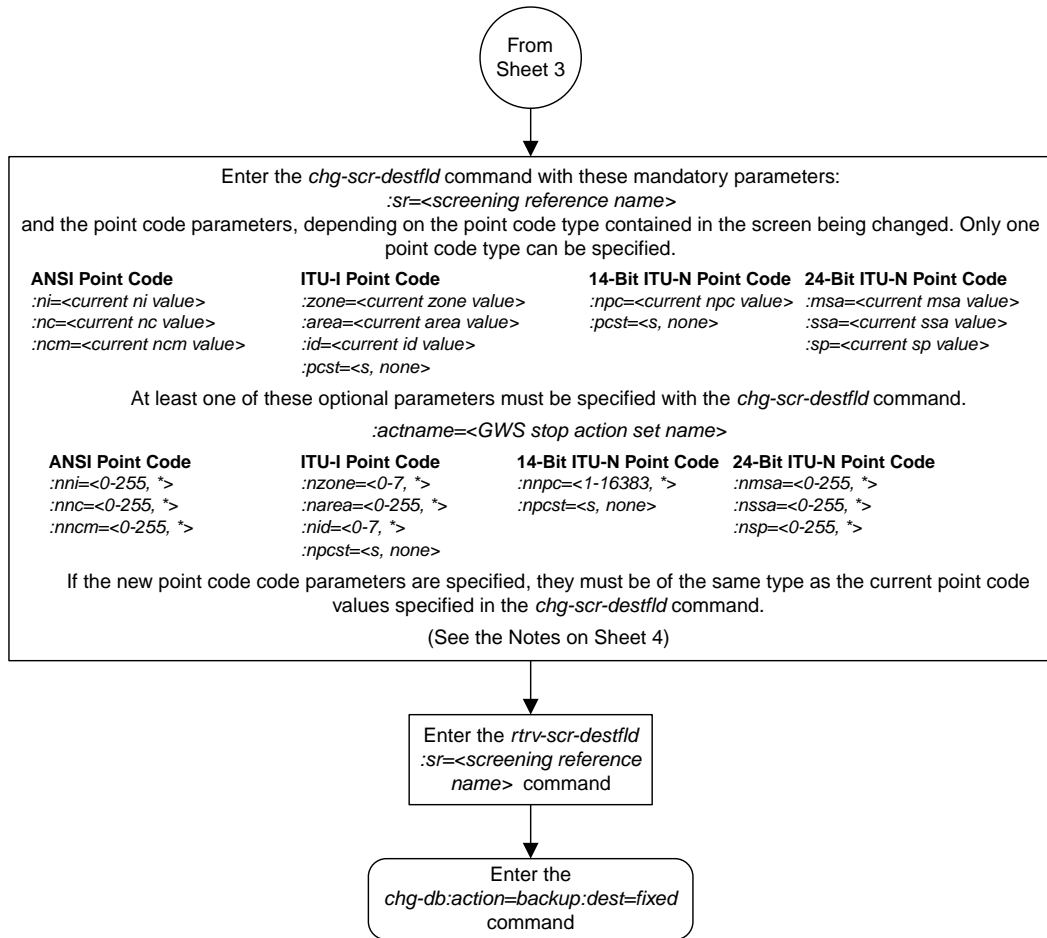 From
Sheet 3
Enter the chg-scr-destfld command with these mandatory parameters:
:sr=<screening reference name>
and the point code parameters, depending on the point code type contained in the screen being changed. Only one
point code type can be specified.
ANSI Point Code
:ni=<current ni value>
:nc=<current nc value>
:ncm=<current ncm value>
ITU-I Point Code
:zone=<current zone value>
:area=<current area value>
:id=<current id value>
:pcst=<s, none>
14-Bit ITU-N Point Code
:npc=<current npc value>
:pcst=<s, none>
24-Bit ITU-N Point Code
:msa=<current msa value>
:ssa=<current ssa value>
:sp=<current sp value>
At least one of these optional parameters must be specified with the chg-scr-destfld command.
:actname=<GWS stop action set name>
ANSI Point Code
:nni=<0-255, *>
:nnc=<0-255, *>
:nncm=<0-255, *>
ITU-I Point Code
:nzone=<0-7, *>
:narea=<0-255, *>
:nid=<0-7, *>
:npcst=<s, none>
14-Bit ITU-N Point Code
:nnpc=<1-16383, *>
:npcst=<s, none>
24-Bit ITU-N Point Code
:nmsa=<0-255, *>
:nssa=<0-255, *>
:nsp=<0-255, *>
If the new point code code parameters are specified, they must be of the same type as the current point code
values specified in the chg-scr-destfld command.
(See the Notes on Sheet 4)
Enter the rtrv-scr-destfld
:sr=<screening reference
name> command
Enter the
chg-db:action=backup:dest=fixed
command